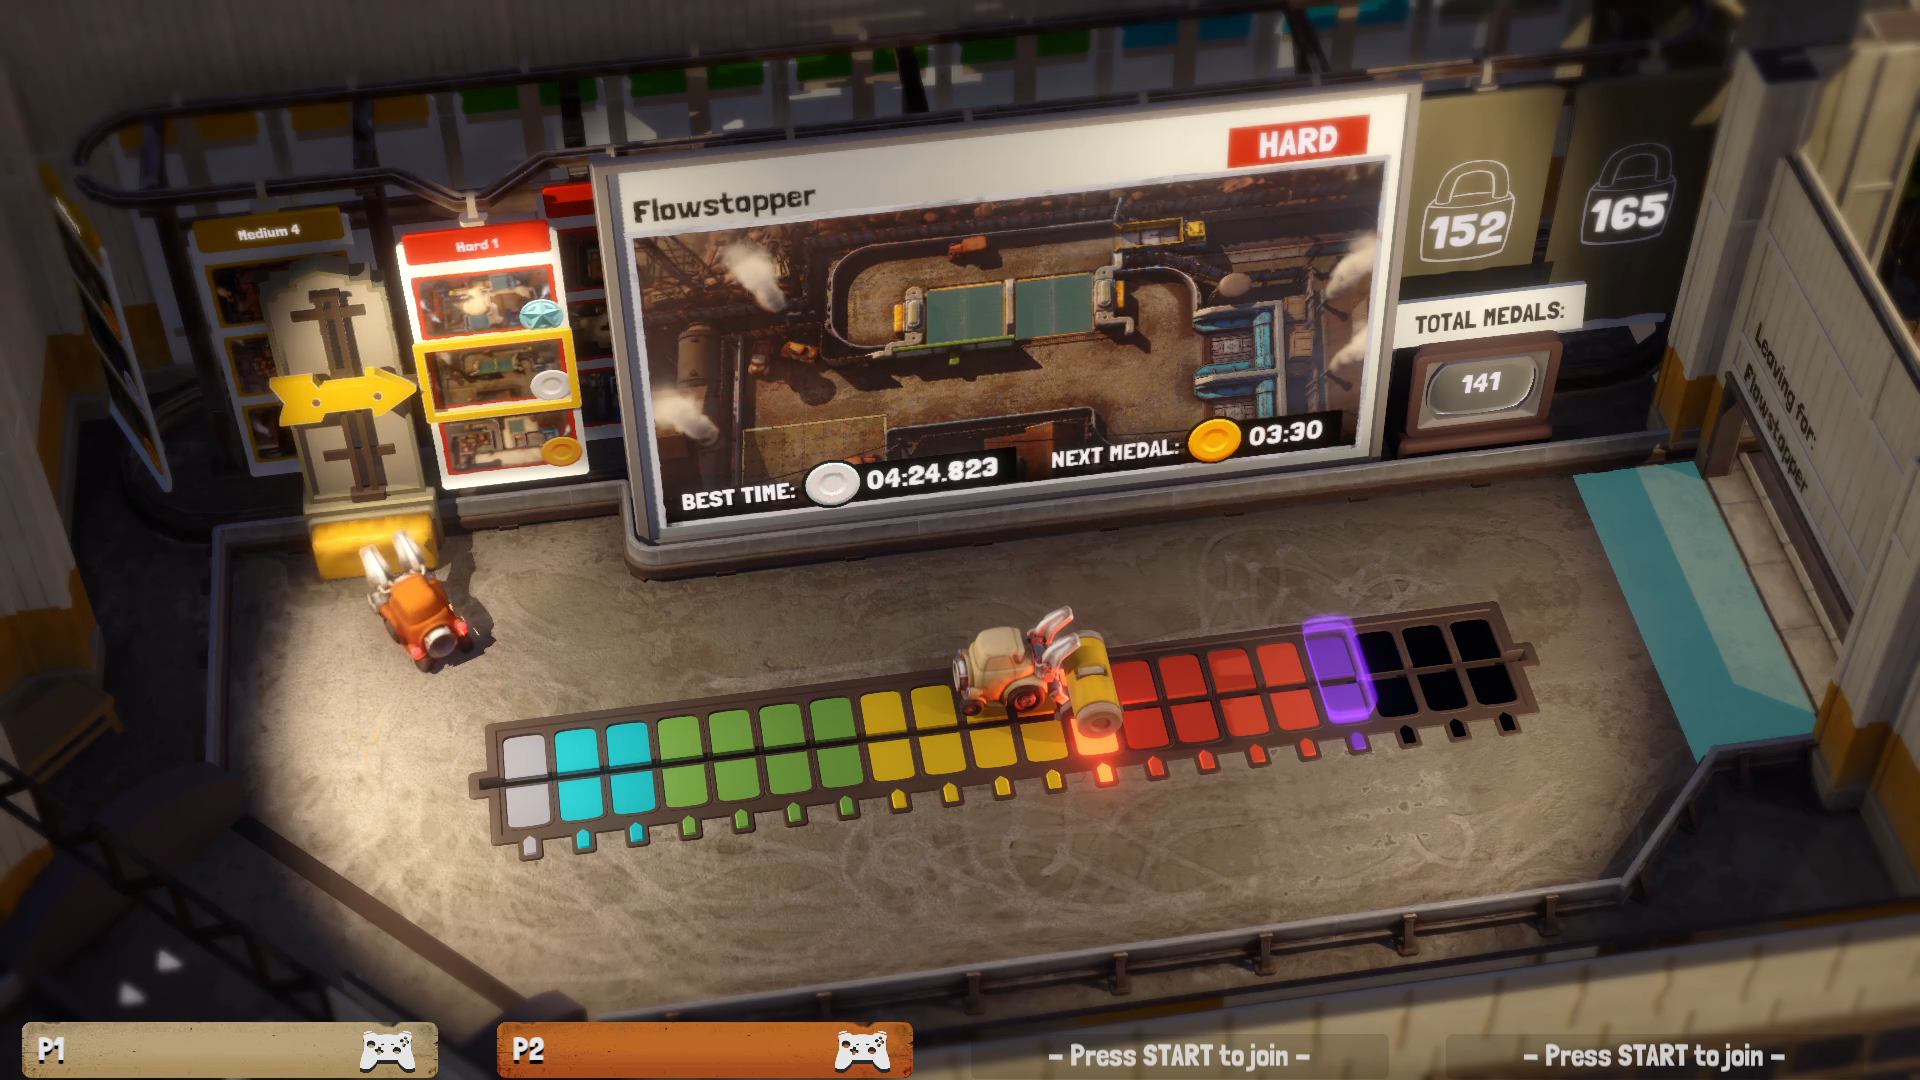 HARD
Flowstopper
Medium 4
Hard 1
152
165
TOTAL MEDALS:
141
BEST TIME: 04:24.823
NEXT MEDAL: 03:30
Leaving for:
Flowstopper
P1
P2
– Press START to join –
– Press START to join –